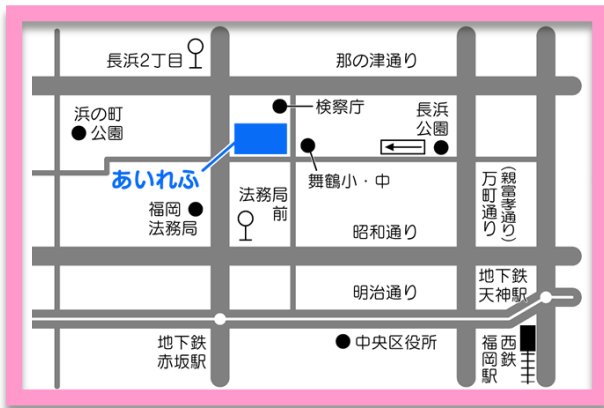 長浜2丁目
那の津通り
浜の町
公園
検察庁
長浜
公園
あいれふ
舞鶴小・中
福岡
法務局
法務局
前
昭和通り
万町通り
(親富孝通り)
明治通り
地下鉄
天神駅
地下鉄
赤坂駅
中央区役所
西鉄
福岡駅